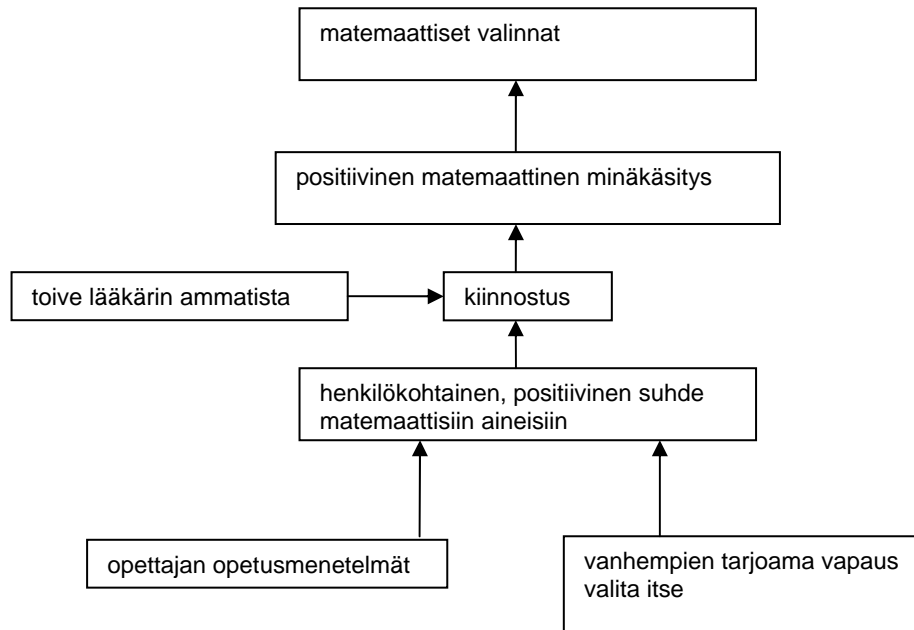 matemaattiset valinnat
positiivinen matemaattinen minäkäsitys
toive lääkärin ammatista
kiinnostus
henkilökohtainen, positiivinen suhde
matemaattisiin aineisiin
opettajan opetusmenetelmät
vanhempien tarjoama vapaus
valita itse